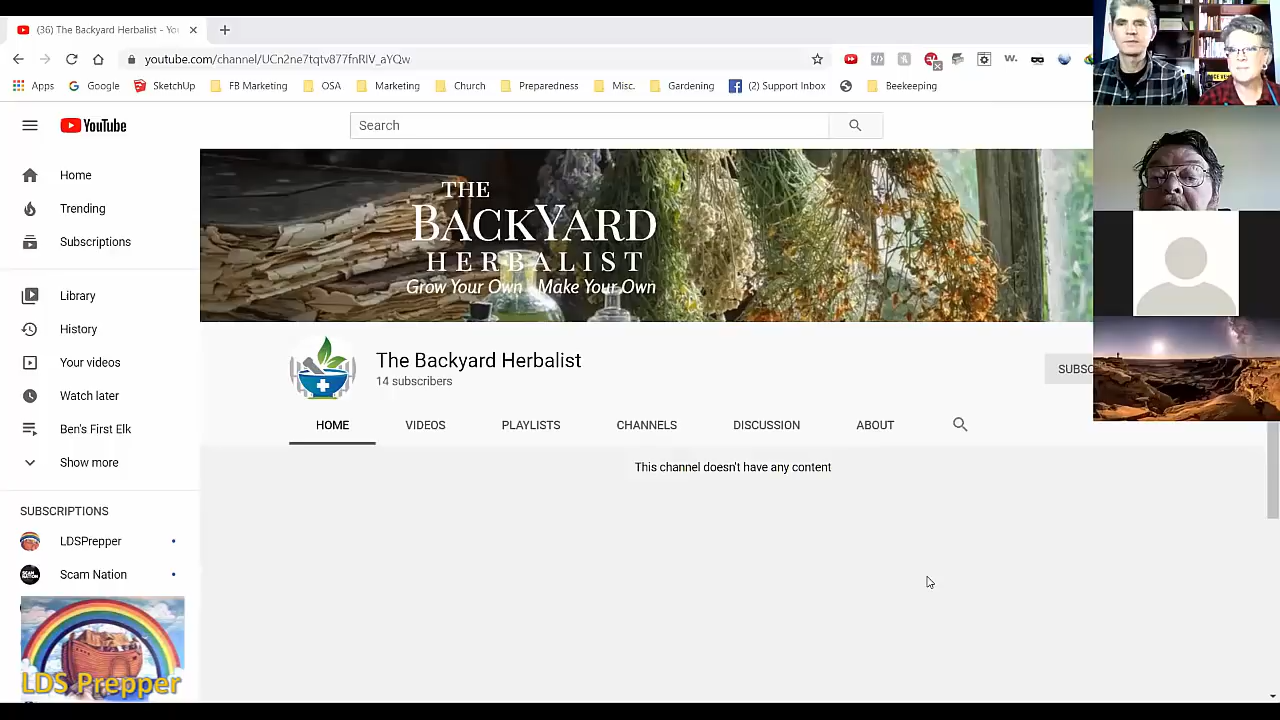 (36) The Backyard Herbalist - You
youtube.com/channel/
Apps Google SketchUp FB Marketing OSA Marketing Church Preparedness Misc. Gardening (2) Support Inbox Beekeeping
YouTube
Search
Home
Trending
Subscriptions
Library
History
Your videos
Watch later
Ben's First Elk
Show more
SUBSCRIPTIONS
LDSPrepper
Scam Nation
LDS Prepper
THE
BACKYARD
HERBALIST
Grow Your Own Make Your Own
The Backyard Herbalist
14 subscribers
SUBSC
HOME VIDEOS PLAYLISTS CHANNELS DISCUSSION ABOUT
This channel doesn't have any content